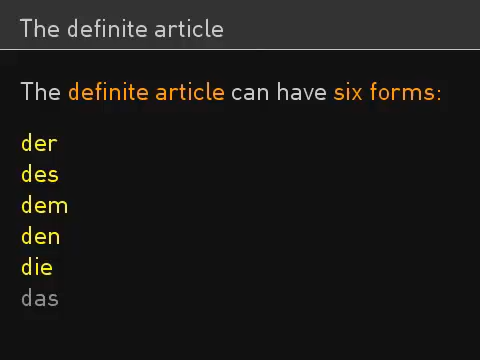 The definite article
The definite article can have six forms:
der
des
dem
den
die
das